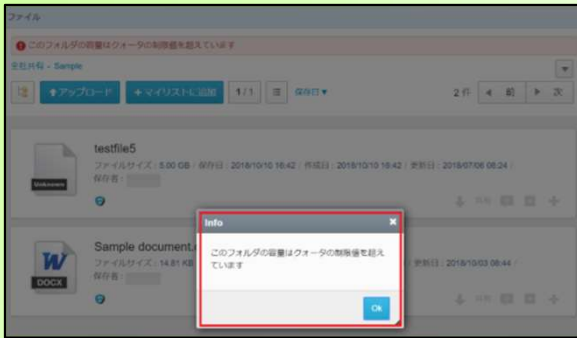 ファイル
このフォルダの容量はクォータの制限値を超えています
全社共有 - Sample
アップロード
+マイリストに追加
1 / 1
保存日▼
2 件
前
次
testfile5
ファイルサイズ : 5.00 GB / 保存日 : 2018/10/10 16:42 / 作成日 : 2018/10/10 16:42 / 更新日 : 2018/07/06 08:24 /
保存者 :
Unknown
Info
このフォルダの容量はクォータの制限値を超え
ています
Ok
Sample document.
ファイルサイズ : 14.81 KB
更新日 : 2018/10/03 08:44 /
保存者 :
W
DOCX